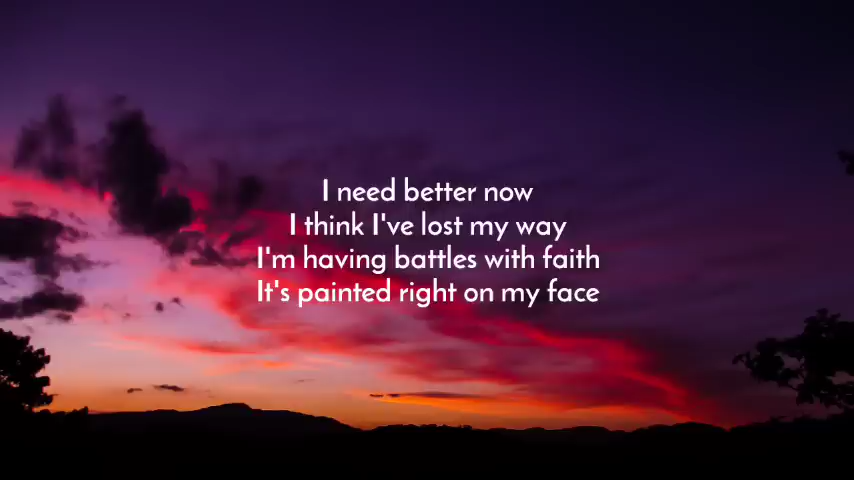 I need better now
I think I've lost my way
I'm having battles with faith
It's painted right on my face